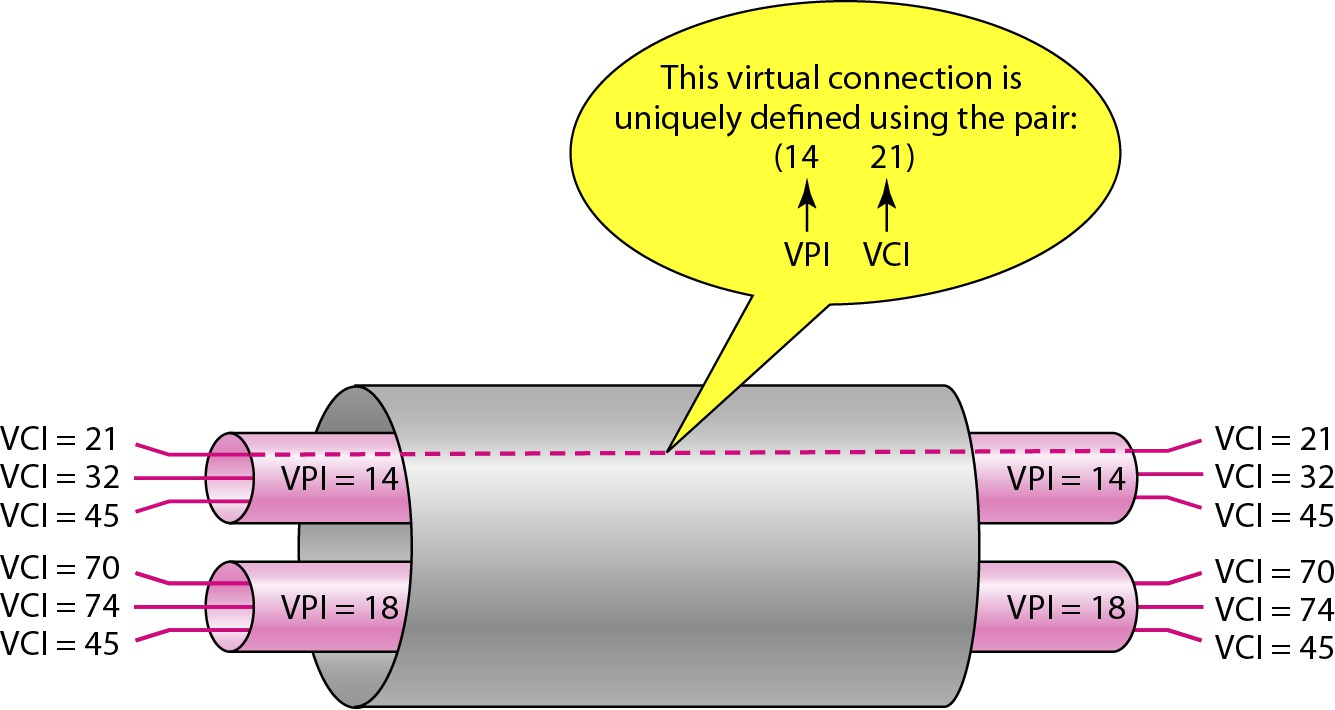 This virtual connection is
uniquely defined using the pair:
(14 21)
VPI VCI
VCI = 21
VCI = 32
VCI = 45
VPI = 14
VPI = 14
VCI = 21
VCI = 32
VCI = 45
VCI = 70
VCI = 74
VCI = 45
VPI = 18
VPI = 18
VCI = 70
VCI = 74
VCI = 45